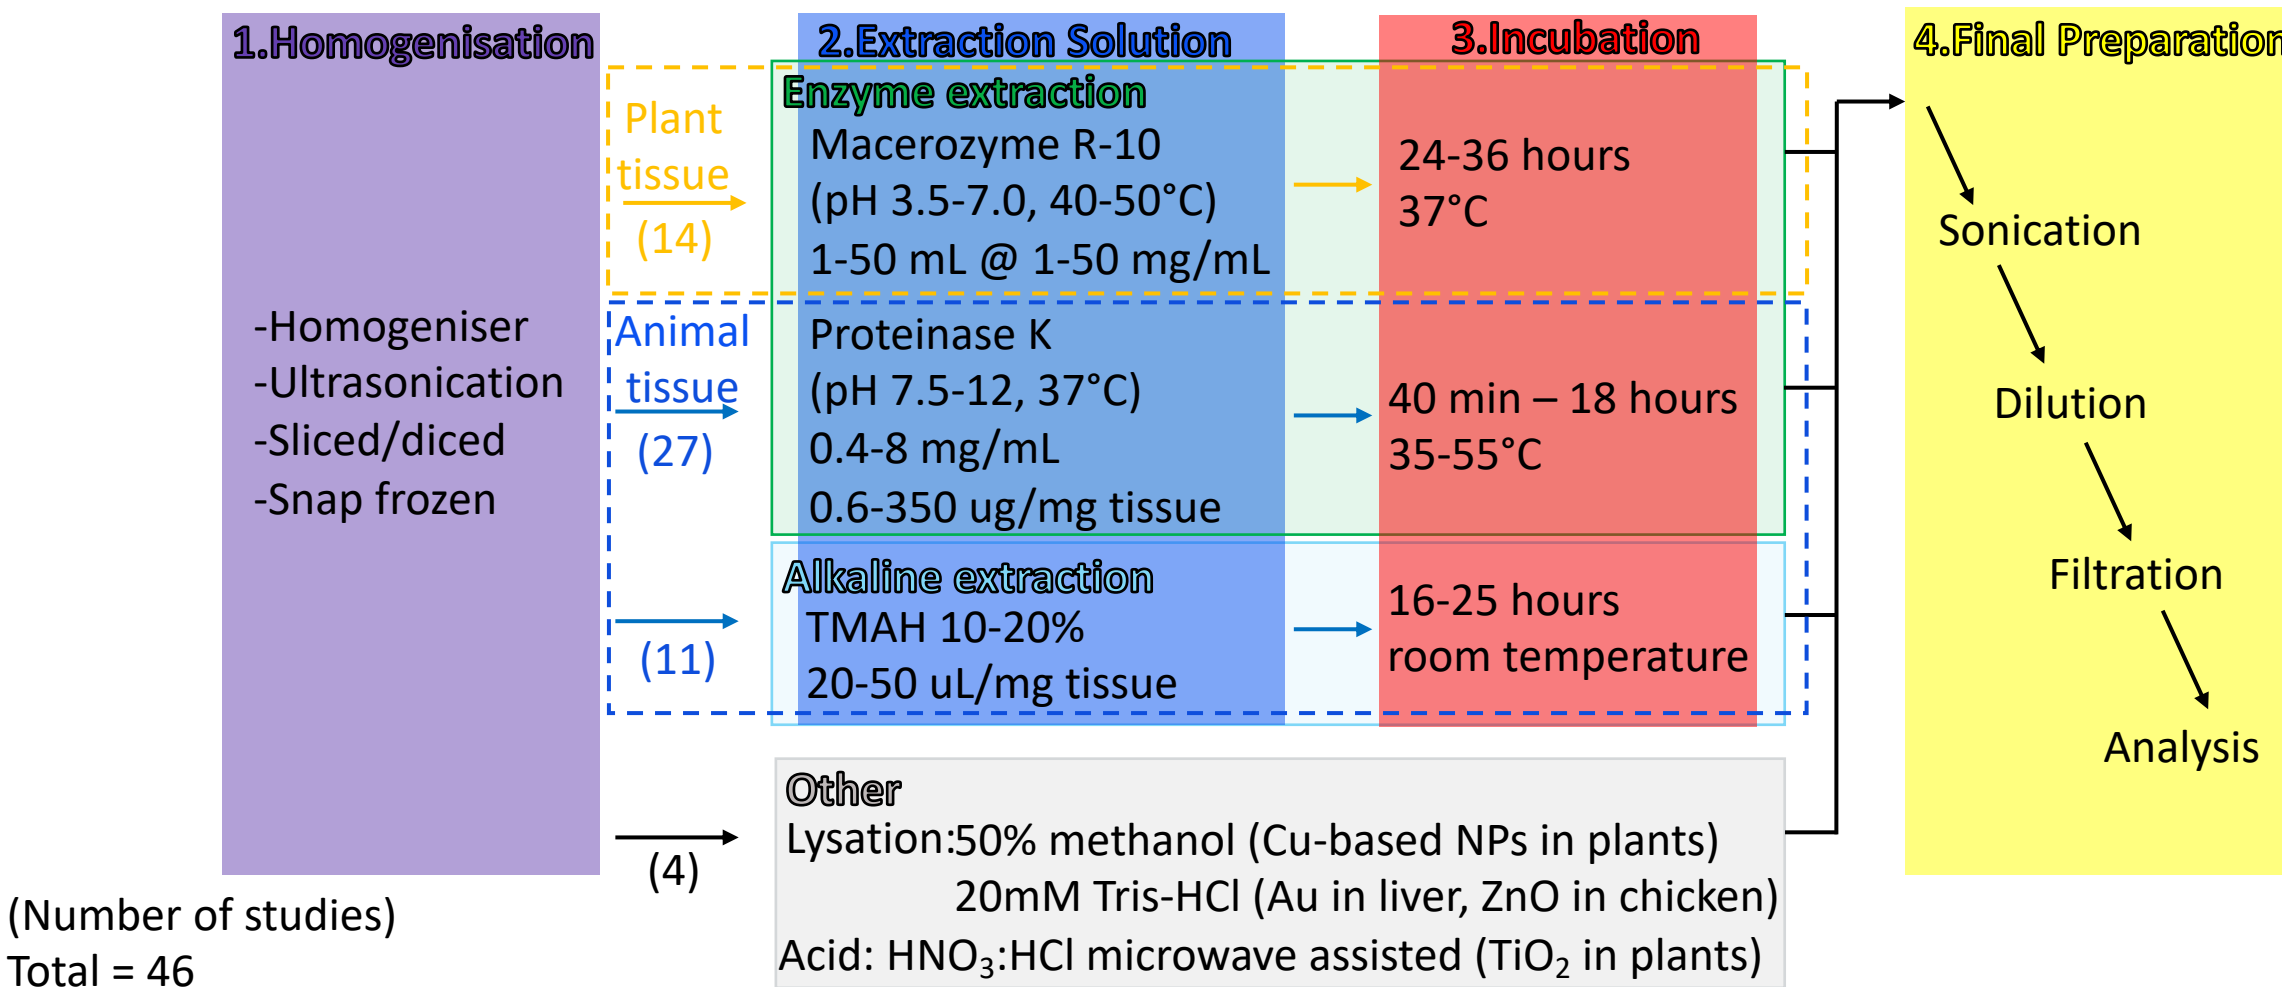 1.Homogenisation
-Homogeniser
-Ultrasonication
-Sliced/diced
-Snap frozen
(Number of studies)
Total = 46
Plant
tissue
(14)
Animal
tissue
(27)
(11)
(4)
2.Extraction Solution
Enzyme extraction
Macerozyme R-10
(pH 3.5-7.0, 40-50°C)
1-50 mL @ 1-50 mg/mL
Proteinase K
(pH 7.5-12, 37°C)
0.4-8 mg/mL
0.6-350 ug/mg tissue
Alkaline extraction
TMAH 10-20%
20-50 uL/mg tissue
Other
Lysation:50% methanol (Cu-based NPs in plants)
20mM Tris-HCl (Au in liver, ZnO in chicken)
Acid: HNO₃:HCl microwave assisted (TiO₂ in plants)
3.Incubation
24-36 hours
37°C
40 min – 18 hours
35-55°C
16-25 hours
room temperature
4.Final Preparation
Sonication
Dilution
Filtration
Analysis